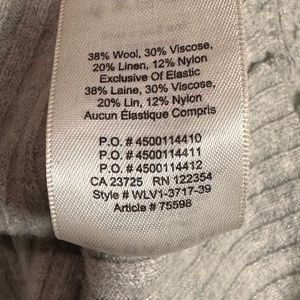 38% Wool, 30% Viscose,
20% Linen, 12% Nylon
Exclusive Of Elastic
38% Laine, 30% Viscose,
20% Lin, 12% Nylon
Aucun Élastique Compris
P.O. # 4500114410
P.O. # 4500114411
P.O. # 4500114412
CA 23725 RN 122354
Style # WLV1-3717-39
Article # 75598